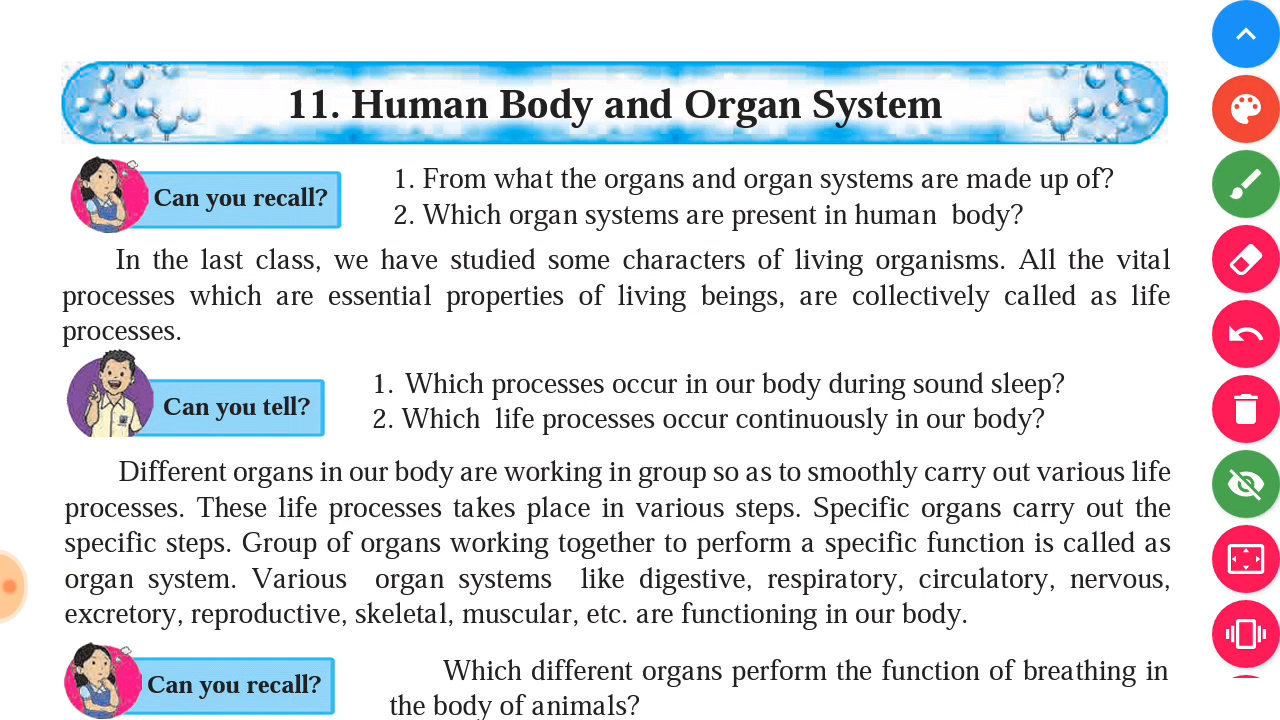 11. Human Body and Organ System
Can you recall?
1. From what the organs and organ systems are made up of?
2. Which organ systems are present in human body?
In the last class, we have studied some characters of living organisms. All the vital
processes which are essential properties of living beings, are collectively called as life
processes.
Can you tell?
1. Which processes occur in our body during sound sleep?
2. Which life processes occur continuously in our body?
Different organs in our body are working in group so as to smoothly carry out various life
processes. These life processes takes place in various steps. Specific organs carry out the
specific steps. Group of organs working together to perform a specific function is called as
organ system. Various organ systems like digestive, respiratory, circulatory, nervous,
excretory, reproductive, skeletal, muscular, etc. are functioning in our body.
Can you recall?
Which different organs perform the function of breathing in
the body of animals?